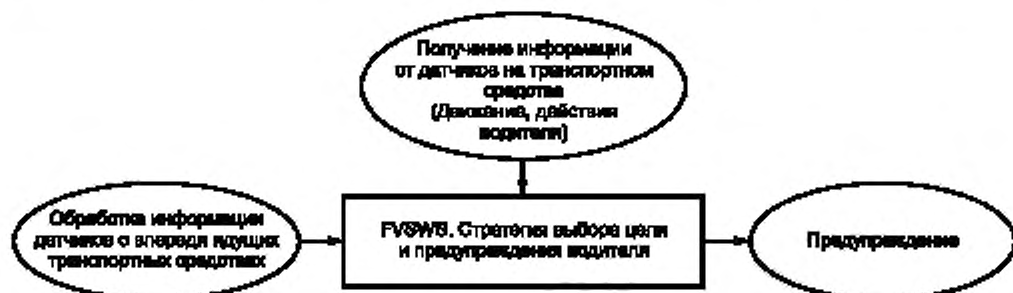 Получение информации
от датчиков на транспортном
средстве
(Движение, действия
водителя)
Обработка информации
датчиков о впереди идущих
транспортных средствах
FVSWS. Стратегия выбора цели
и предупреждения водителя
Предупреждение